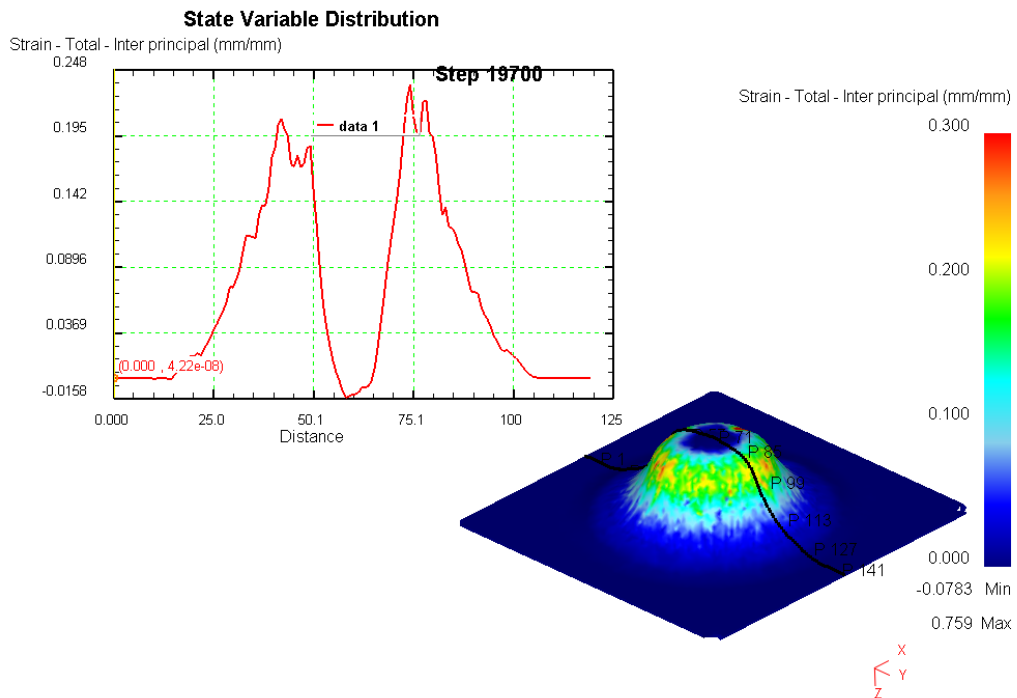 State Variable Distribution
Strain - Total - Inter principal (mm/mm)
0.248
Step 19700
data 1
0.195
0.142
0.0896
0.0369
(0.000 , 4.22e-08)
-0.0158
0.000
25.0
50.1
75.1
100
125
Distance
Strain - Total - Inter principal (mm/mm)
0.300
0.200
0.100
0.000
-0.0783 Min
0.759 Max
P 1
P 71
P 85
P 99
P 113
P 127
P 141
X
Y
Z